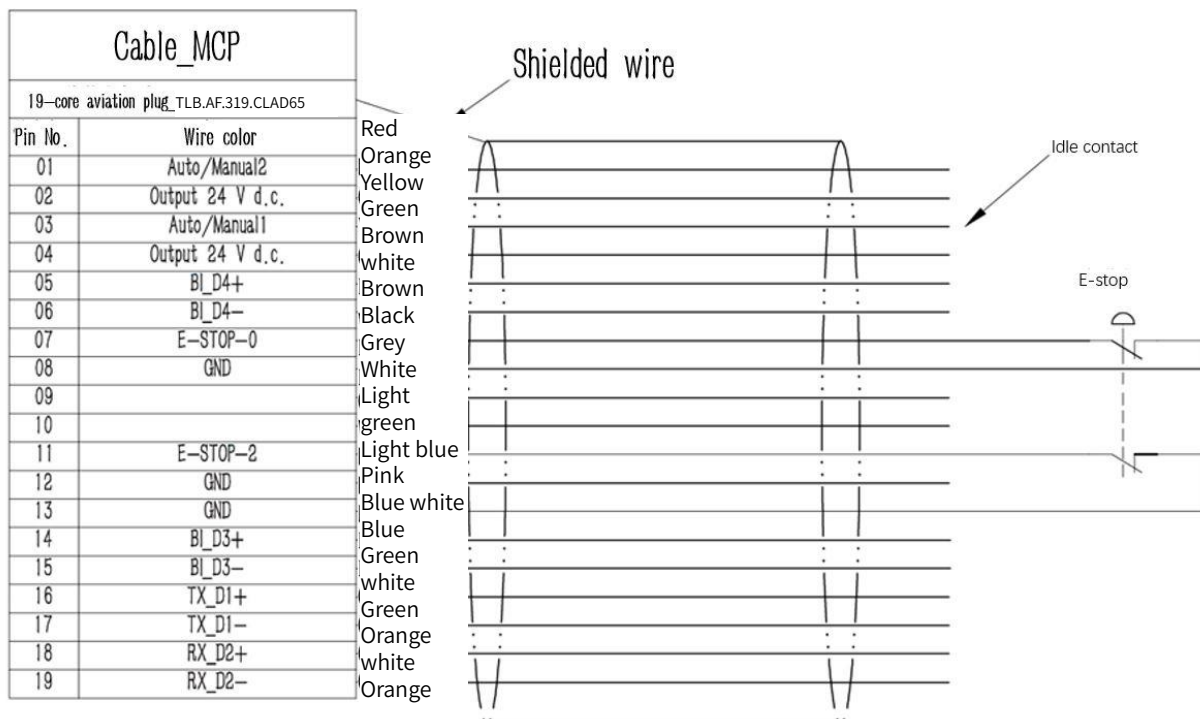 Cable_MCP
19-core aviation plug_TLB.AF.319.CLAD65
Pin No. Wire color
01 Auto/Manual2
02 Output 24 V d.c.
03 Auto/Manual1
04 Output 24 V d.c.
05 BI_D4+
06 BI_D4-
07 E-STOP-0
08 GND
09
10
11 E-STOP-2
12 GND
13 GND
14 BI_D3+
15 BI_D3-
16 TX_D1+
17 TX_D1-
18 RX_D2+
19 RX_D2-
Red
Orange
Yellow
Green
Brown
white
Brown
Black
Grey
White
Light
green
Light blue
Pink
Blue white
Blue
Green
white
Green
Orange
white
Orange
Shielded wire
Idle contact
E-stop